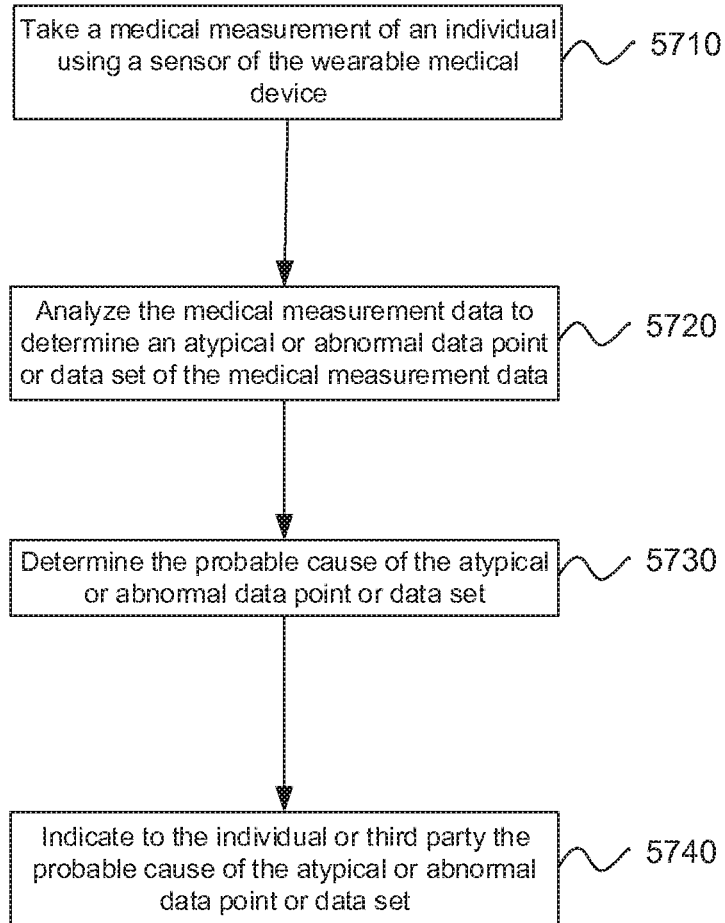 Take a medical measurement of an individual
using a sensor of the wearable medical
device
5710
Analyze the medical measurement data to
determine an atypical or abnormal data point
or data set of the medical measurement data
5720
Determine the probable cause of the atypical
or abnormal data point or data set
5730
Indicate to the individual or third party the
probable cause of the atypical or abnormal
data point or data set
5740